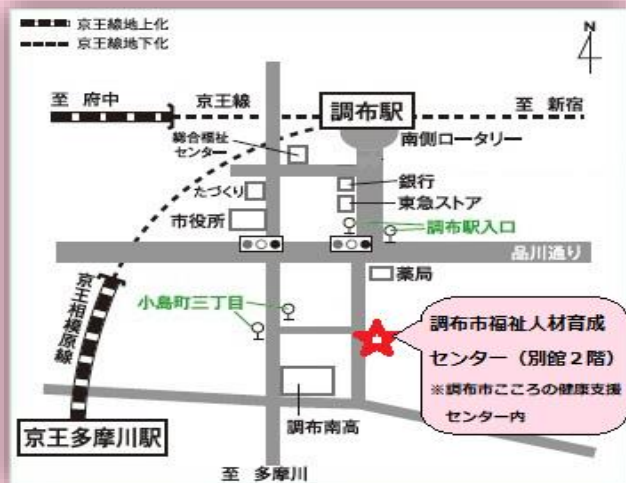 京王線地上化
京王線地下化
N
至 府中
京王線
調布駅
至 新宿
南側ロータリー
総合福祉
センター
銀行
たづくり
東急ストア
市役所
調布駅入口
品川通り
薬局
小島町三丁目
京王相模原線
調布市福祉人材育成
センター（別館２階）
※調布市こころの健康支援
センター内
調布南高
京王多摩川駅
至 多摩川